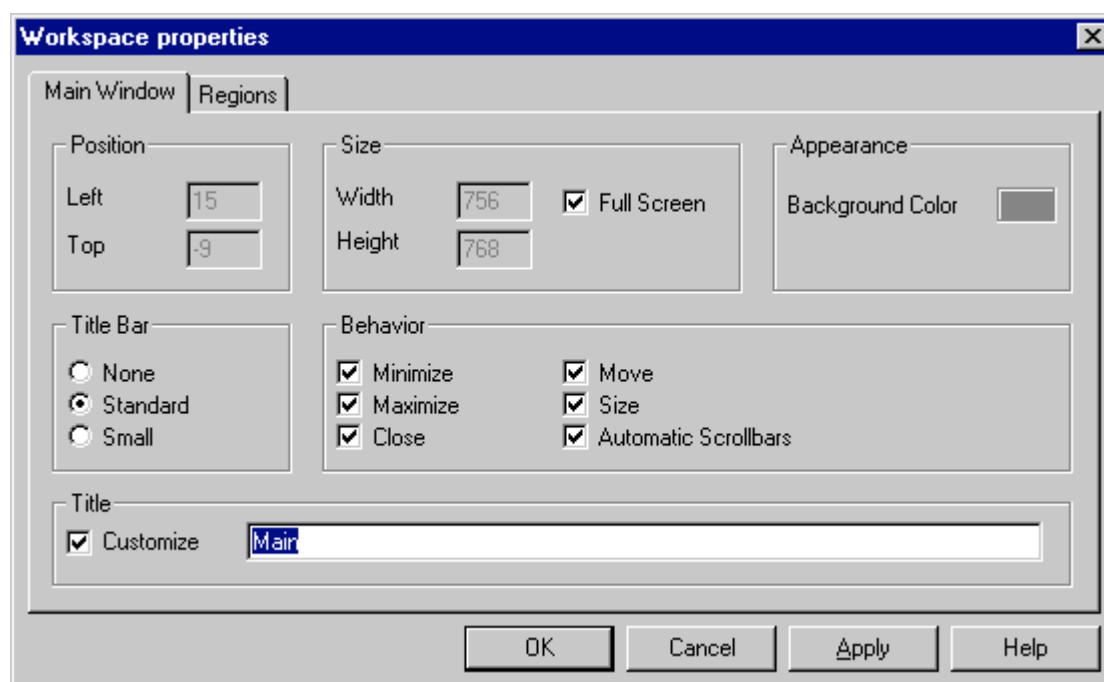 Workspace properties
Main Window Regions
Position
Left 15
Top -9
Size
Width 756 Full Screen
Height 768
Appearance
Background Color
Title Bar
None
Standard
Small
Behavior
Minimize Move
Maximize Size
Close Automatic Scrollbars
Title
Customize Main
OK Cancel Apply Help